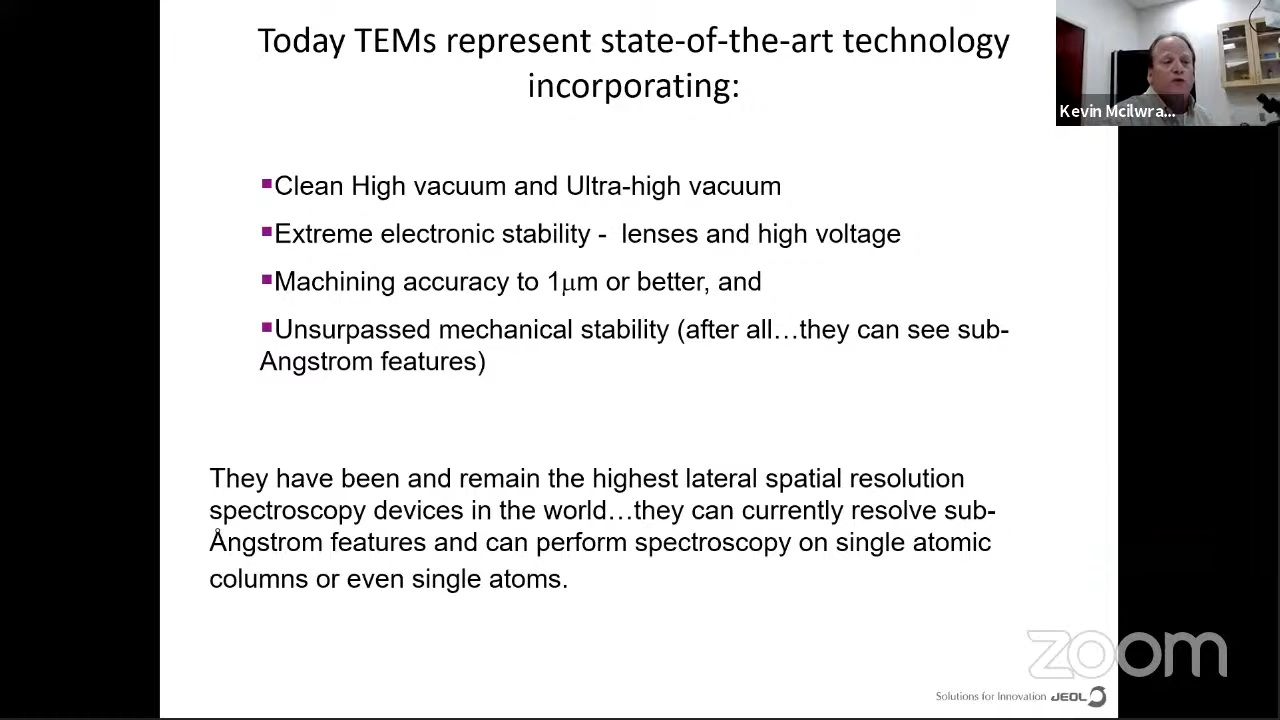 Today TEMs represent state-of-the-art technology
incorporating:
Kevin Mcilwra...
▪Clean High vacuum and Ultra-high vacuum
▪Extreme electronic stability - lenses and high voltage
▪Machining accuracy to 1μm or better, and
▪Unsurpassed mechanical stability (after all…they can see sub-
Angstrom features)
They have been and remain the highest lateral spatial resolution
spectroscopy devices in the world…they can currently resolve sub-
Ångstrom features and can perform spectroscopy on single atomic
columns or even single atoms.
zoom
Solutions for Innovation JEOL